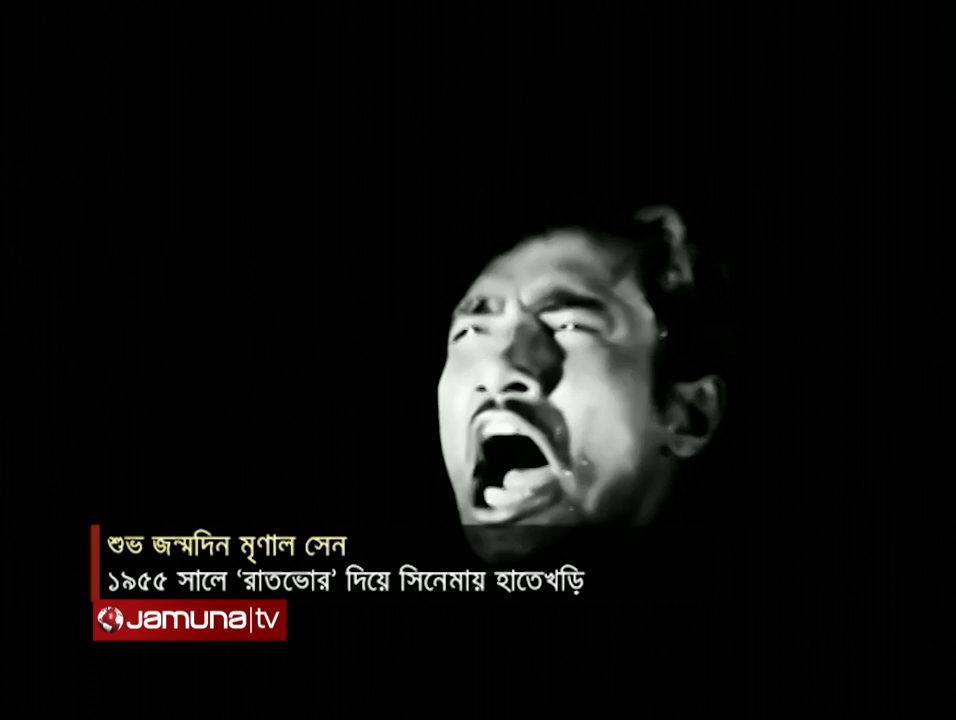 শুভ জন্মদিন মৃণাল সেন
১৯৫৫ সালে ‘রাতভোর’ দিয়ে সিনেমায় হাতেখড়ি
Jamuna|tv